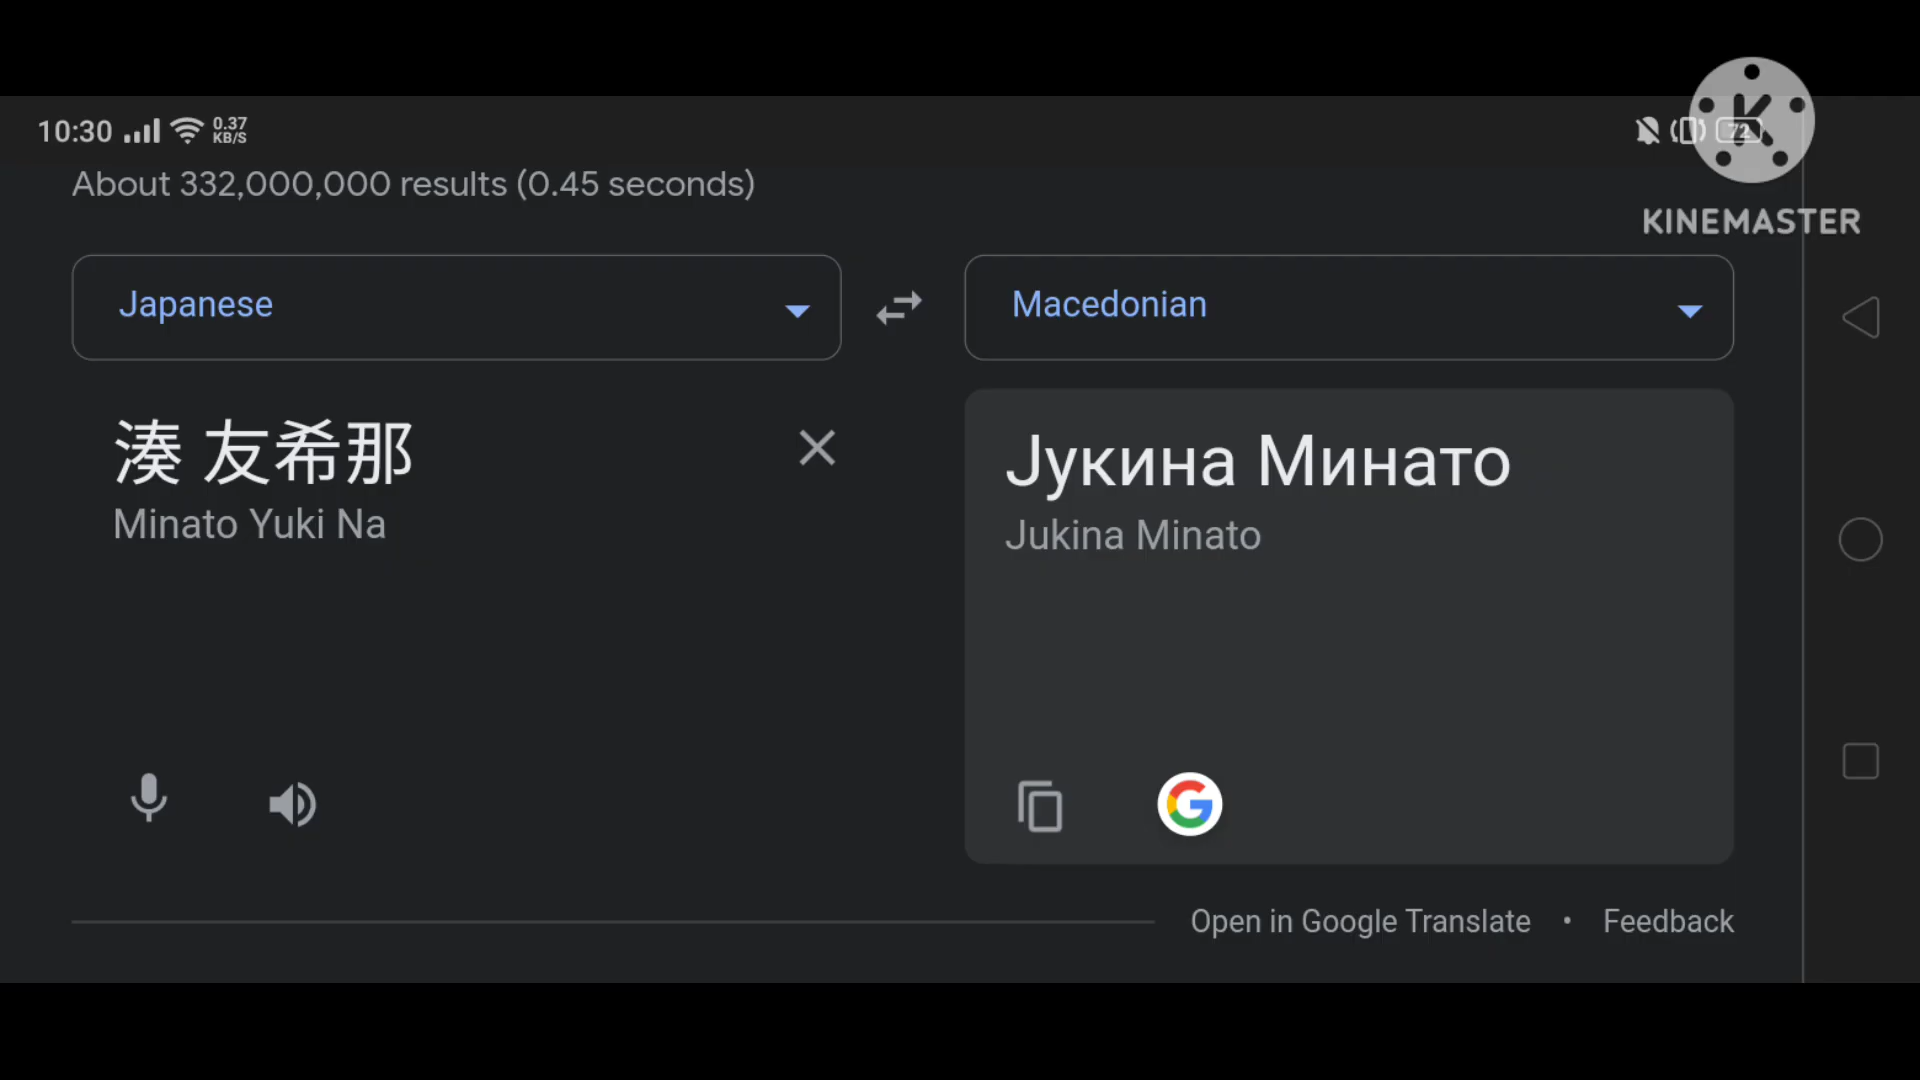 10:30 0.37 KB/S 72
KINEMASTER
About 332,000,000 results (0.45 seconds)
Japanese Macedonian
湊 友希那
Minato Yuki Na
Јукина Минато
Jukina Minato
Open in Google Translate • Feedback